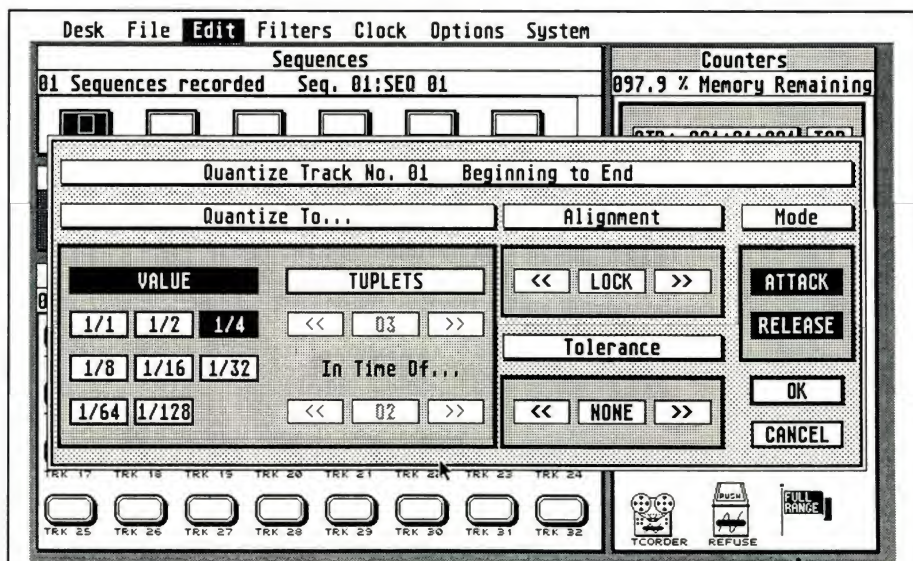 Desk File Edit Filters Clock Options System
Sequences
Counters
01 Sequences recorded Seq. 01:SEQ 01
097.9 % Memory Remaining
Quantize Track No. 01 Beginning to End
Quantize To...
Alignment
Mode
VALUE
TUPLETS
<< LOCK >>
ATTACK
1/1 1/2 1/4
<< 03 >>
RELEASE
Tolerance
1/8 1/16 1/32
In Time Of...
OK
1/64 1/128
<< 02 >>
<< NONE >>
CANCEL
TRK 17 TRK 18 TRK 19 TRK 20 TRK 21 TRK 22 TRK 23 TRK 24
PUSH
FULL RANGE
TRK 25 TRK 26 TRK 27 TRK 28 TRK 29 TRK 30 TRK 31 TRK 32
TCORDER REFUSE